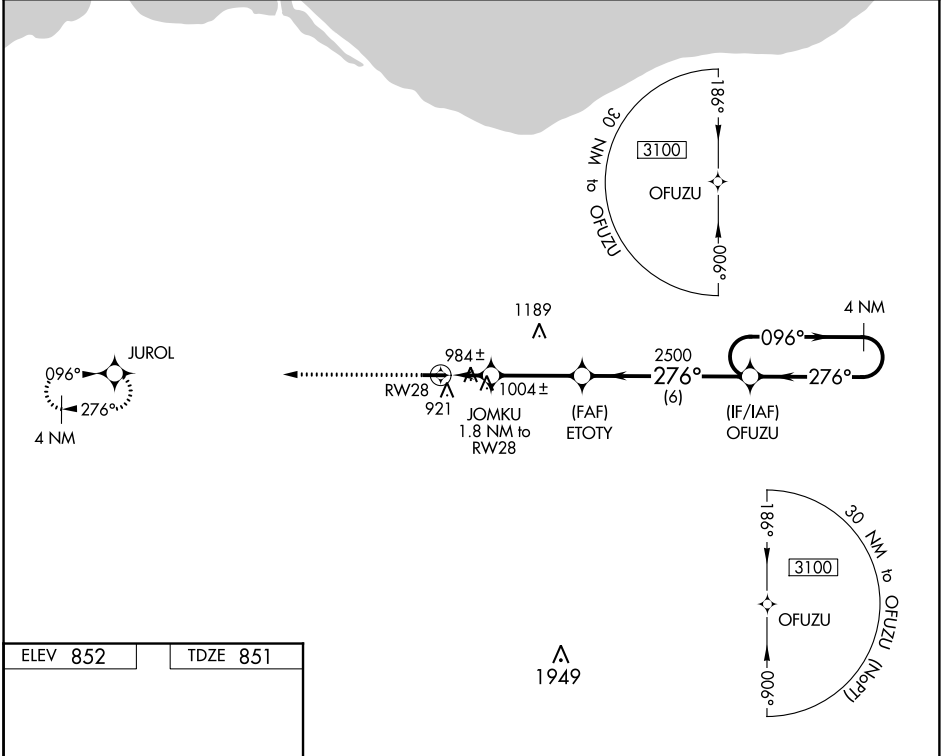 186°
30 NM to OFUZU
3100
OFUZU
006°
1189
4 NM
096°
JUROL
984±
2500
096°
RW28
276°
276°
276°
1004±
(6)
921
4 NM
JOMKU
1.8 NM to
RW28
(FAF)
ETOTY
(IF/IAF)
OFUZU
186°
30 NM to OFUZU (NoPT)
3100
OFUZU
006°
ELEV 852
TDZE 851
1949